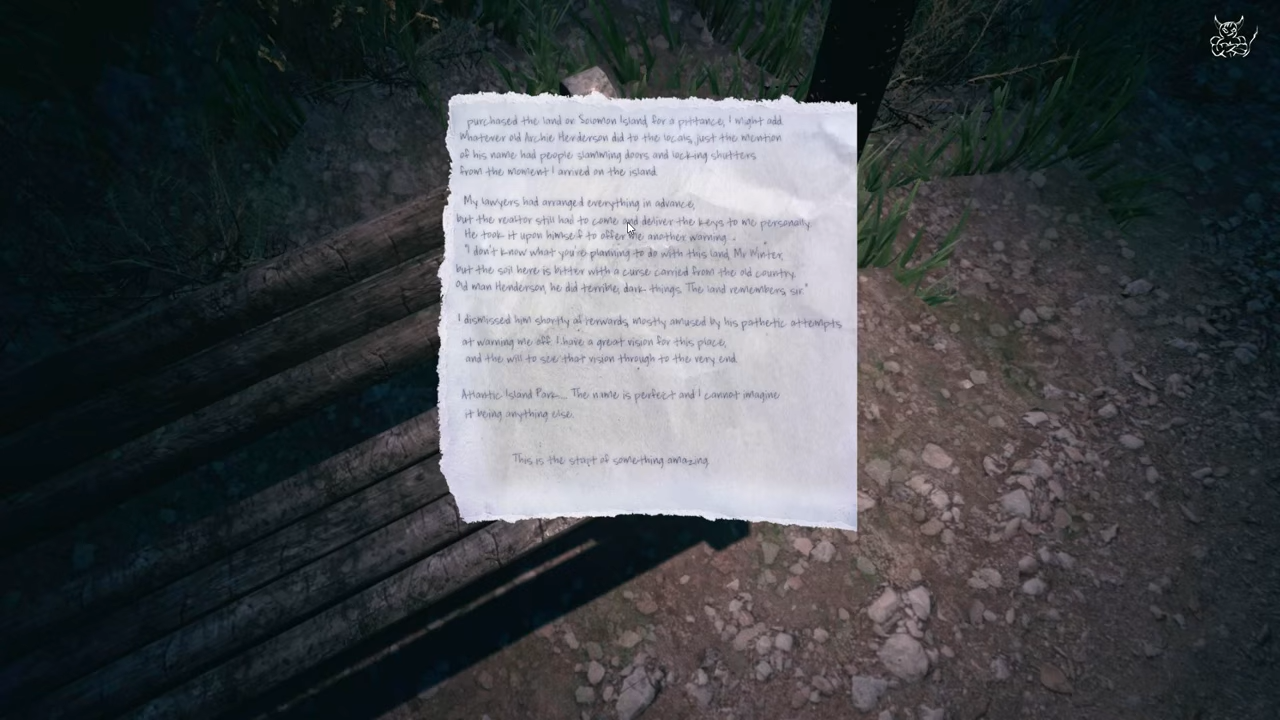 purchased the land on Solomon Island, for a pittance, I might add.
Whatever old Archie Henderson did to the locals, just the mention
of his name had people slamming doors and locking shutters
from the moment I arrived on the island.
My lawyers had arranged everything in advance,
but the realtor still had to come and deliver the keys to me personally.
He took it upon himself to offer me another warning.
"I don't know what you're planning to do with this land, Mr Winter,
but the soil here is bitter with a curse carried from the old country.
Old man Henderson, he did terrible, dark things. The land remembers, sir."
I dismissed him shortly afterwards, mostly amused by his pathetic attempts
at warning me off. I have a great vision for this place,
and the will to see that vision through to the very end.
Atlantic Island Park... The name is perfect and I cannot imagine
it being anything else.
This is the start of something amazing.